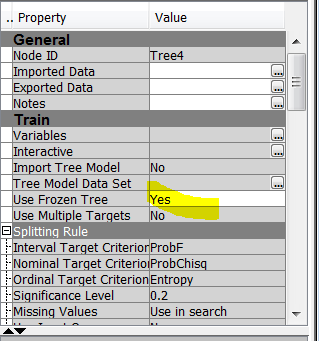 .. Property Value
General
Node ID Tree4
Imported Data ...
Exported Data ...
Notes ...
Train
Variables ...
Interactive ...
Import Tree Model No
Tree Model Data Set ...
Use Frozen Tree Yes
Use Multiple Targets No
Splitting Rule
Interval Target Criterion ProbF
Nominal Target Criterion ProbChisq
Ordinal Target Criterion Entropy
Significance Level 0.2
Missing Values Use in search